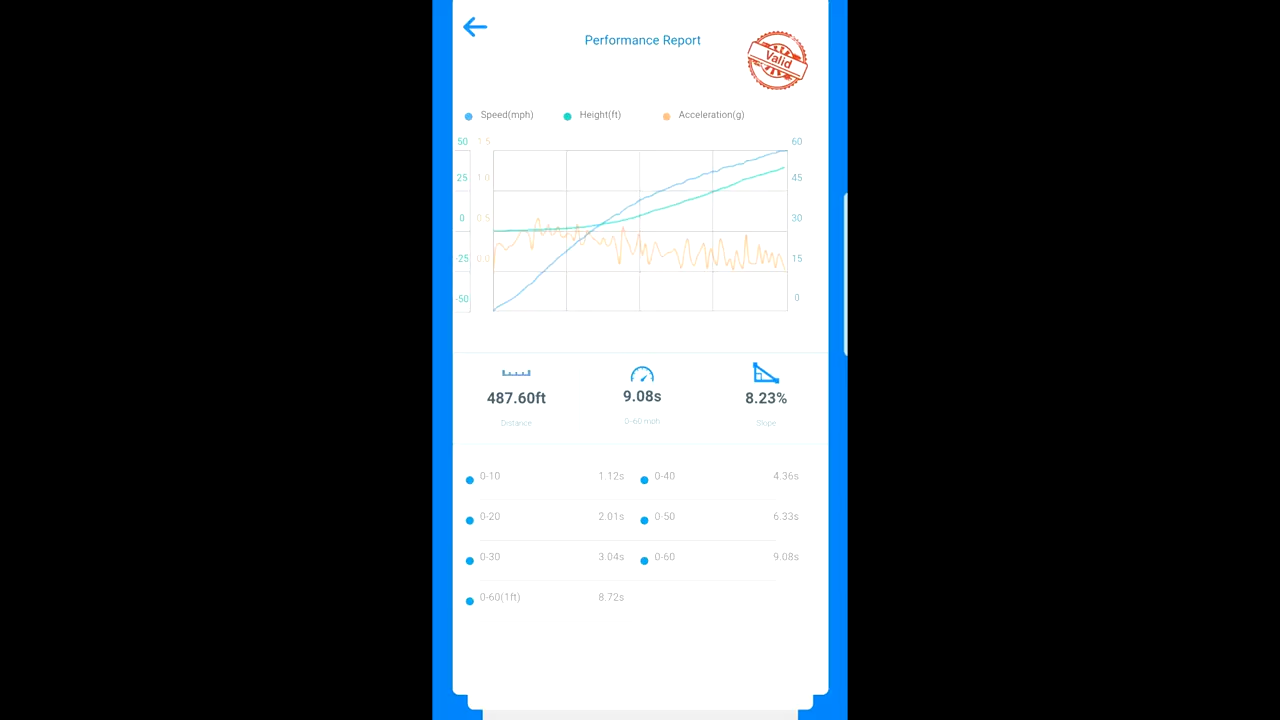 Performance Report
Valid
Speed(mph) Height(ft) Acceleration(g)
50 1.5 60
25 1.0 45
0 0.5 30
-25 0.0 15
-50 0
487.60ft 9.08s 8.23%
Distance 0-60 mph Slope
0-10 1.12s 0-40 4.36s
0-20 2.01s 0-50 6.33s
0-30 3.04s 0-60 9.08s
0-60(1ft) 8.72s